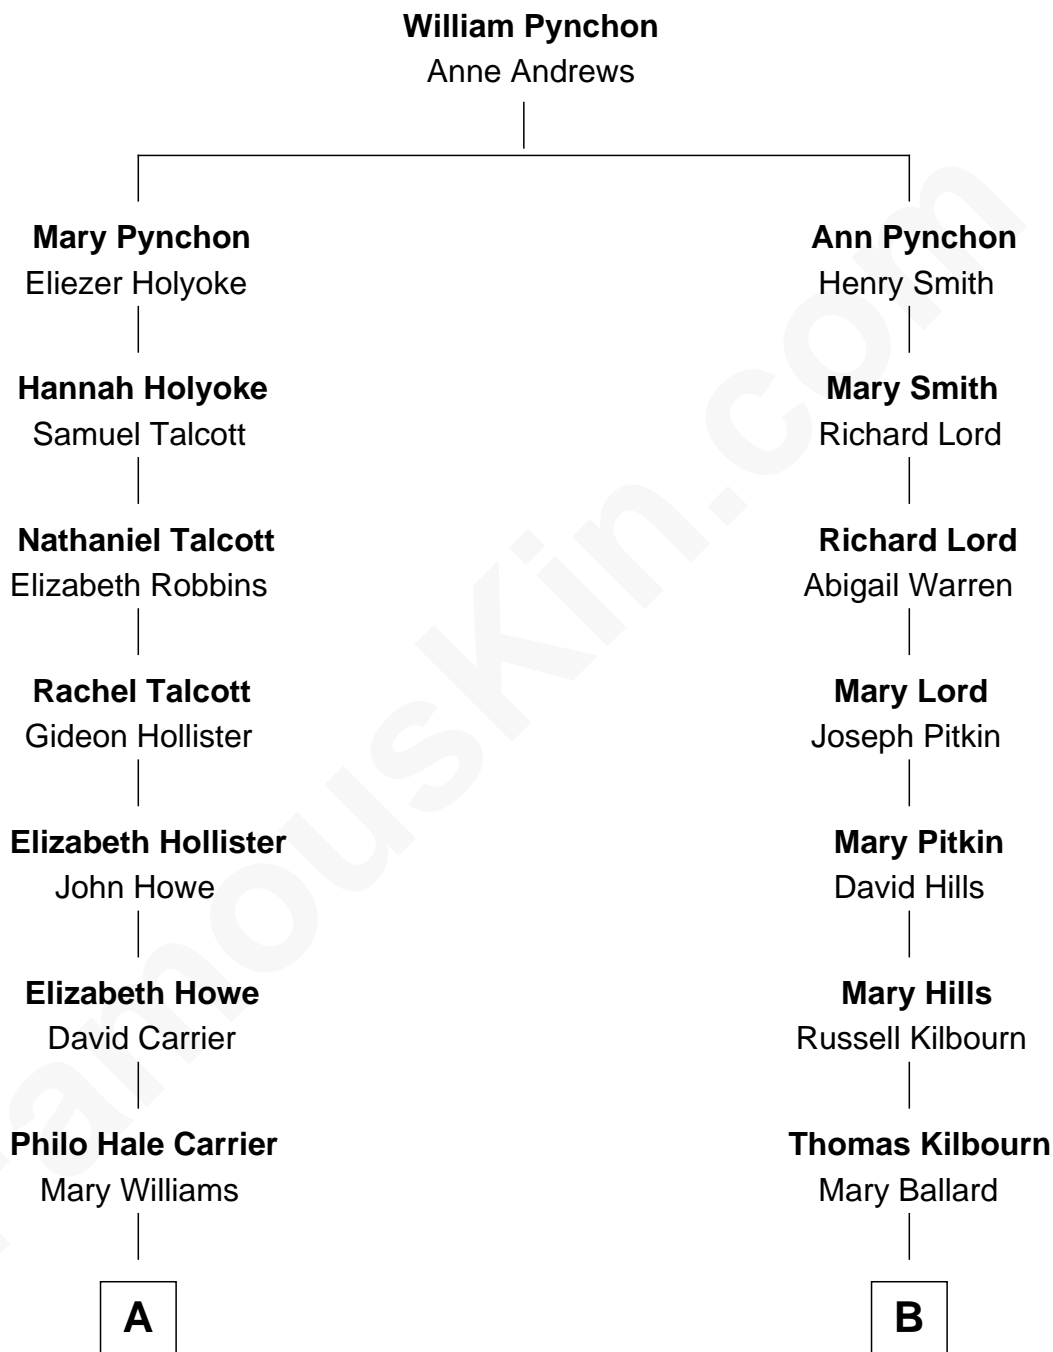 William Pynchon
Anne Andrews
Mary Pynchon
Eliezer Holyoke
Ann Pynchon
Henry Smith
Hannah Holyoke
Samuel Talcott
Mary Smith
Richard Lord
Nathaniel Talcott
Elizabeth Robbins
Richard Lord
Abigail Warren
Rachel Talcott
Gideon Hollister
Mary Lord
Joseph Pitkin
Elizabeth Hollister
John Howe
Mary Pitkin
David Hills
Elizabeth Howe
David Carrier
Mary Hills
Russell Kilbourn
Philo Hale Carrier
Mary Williams
Thomas Kilbourn
Mary Ballard
A
B
FamousKin.com